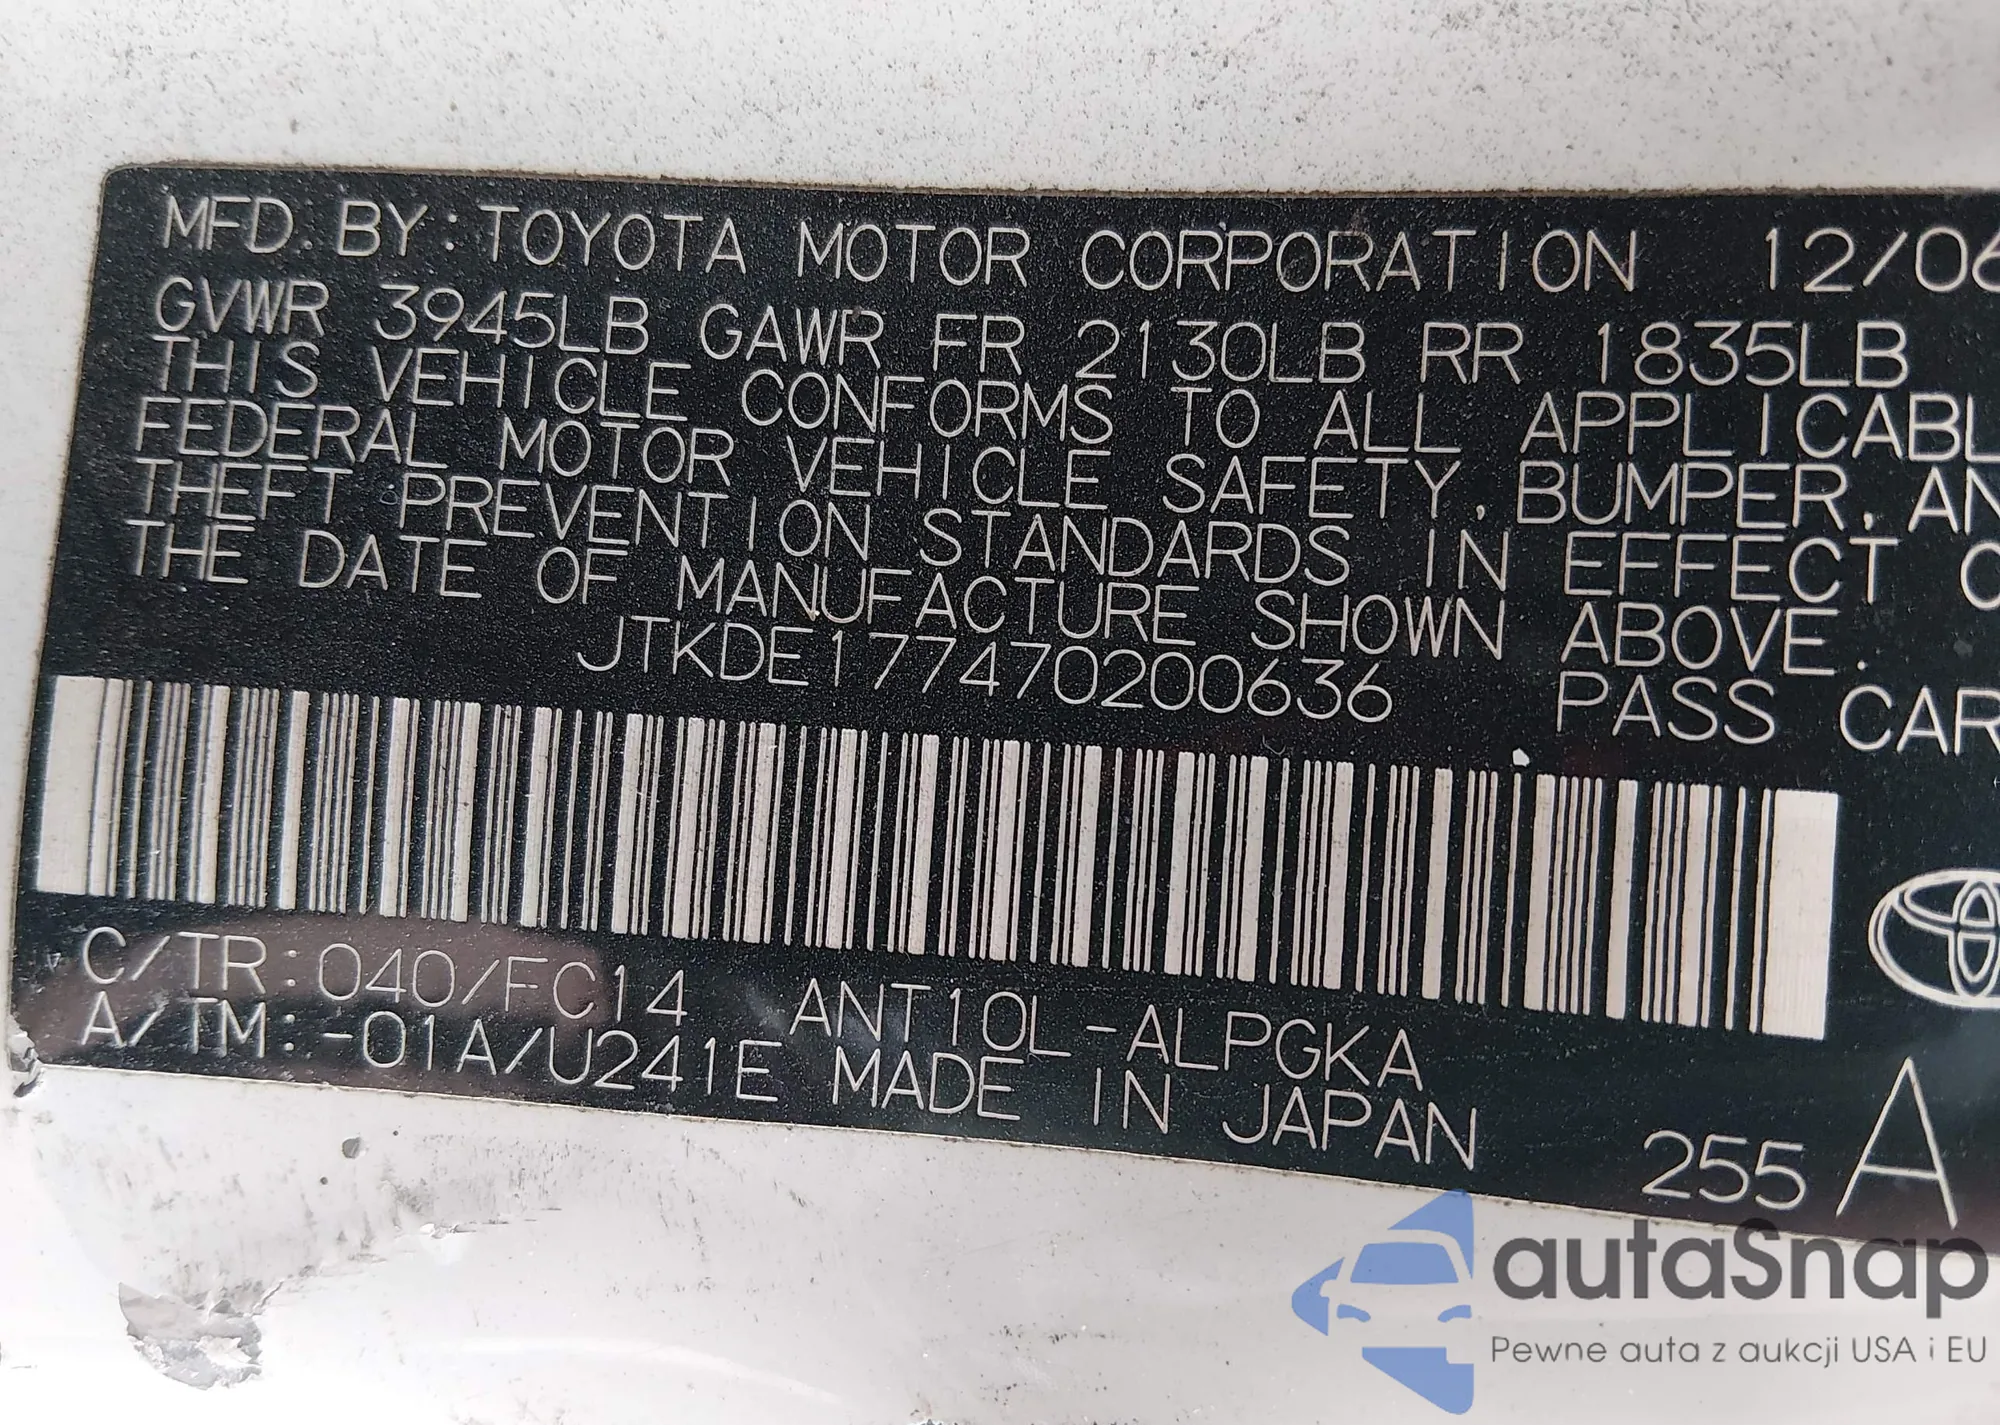 MFD. BY: TOYOTA MOTOR CORPORATION 12/06
GVWR 3945LB GAWR FR 2130LB RR 1835LB
THIS VEHICLE CONFORMS TO ALL APPLICABL
FEDERAL MOTOR VEHICLE SAFETY, BUMPER, AN
THEFT PREVENTION STANDARDS IN EFFECT O
THE DATE OF MANUFACTURE SHOWN ABOVE.
JTKDE177470200636 PASS CAR
C/TR: 040/FC14 ANT10L-ALPGKA
A/TM: -01A/U241E MADE IN JAPAN
255 A
autaSnap
Pewne auta z aukcji USA i EU